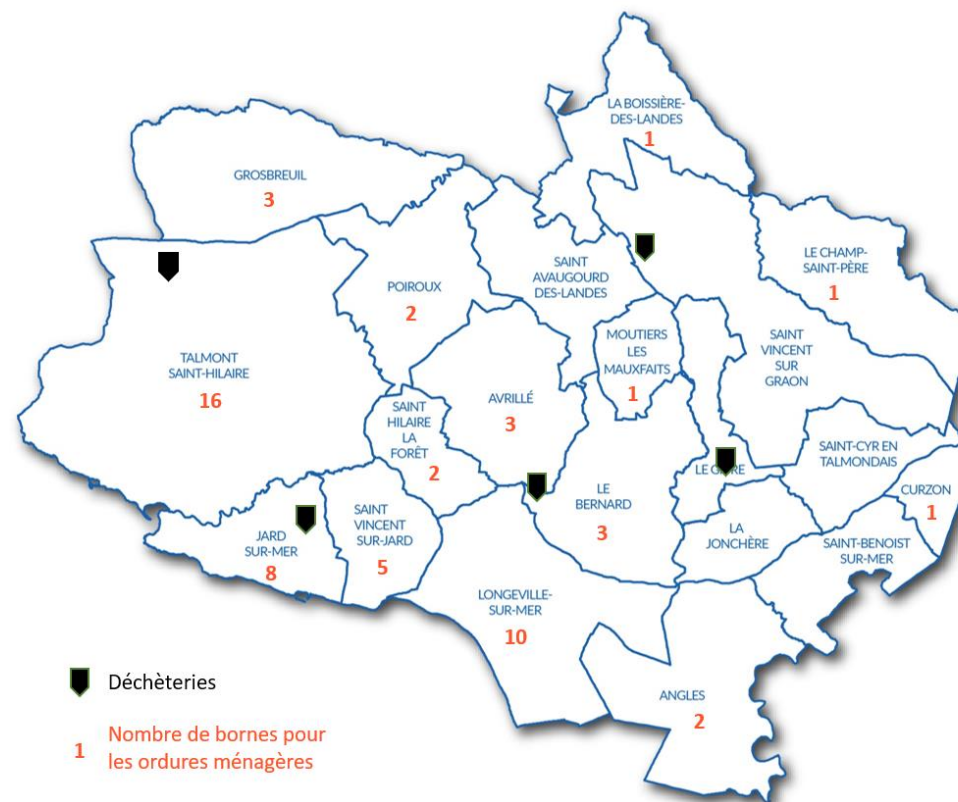 LA BOISSIÈRE-
DES-LANDES
1
GROSBREUIL
3
LE CHAMP-
SAINT-PÈRE
1
SAINT
AVAUGOURD
DES-LANDES
POIROUX
2
MOUTIERS
LES
MAUXFAITS
1
SAINT
VINCENT
SUR
GRAON
TALMONT
SAINT-HILAIRE
16
AVRILLÉ
3
SAINT
HILAIRE
LA
FORÊT
2
SAINT-CYR EN
TALMONDAIS
LE
BERNARD
3
CURZON
1
SAINT
VINCENT
SUR-JARD
5
JARD
SUR-MER
8
LA
JONCHÈRE
SAINT-BENOIST
SUR-MER
LONGEVILLE-
SUR-MER
10
ANGLES
2
Déchèteries
1
Nombre de bornes pour
les ordures ménagères